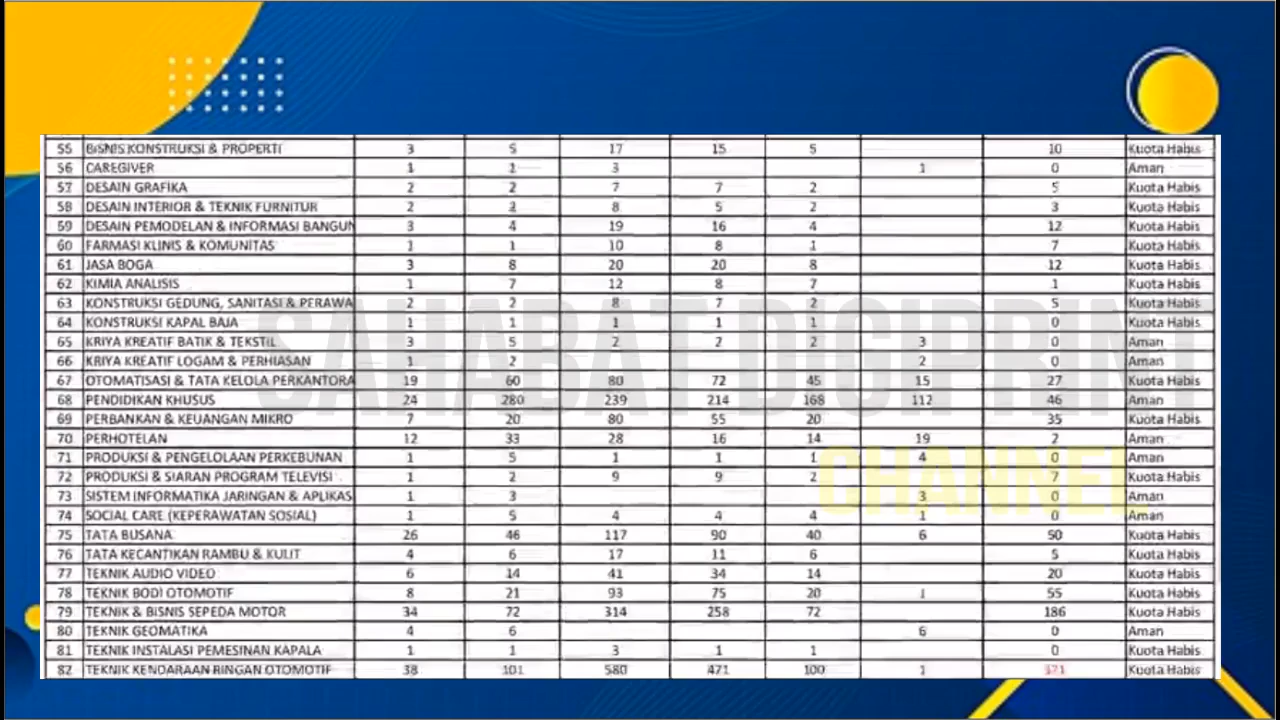 55 BISNIS KONSTRUKSI & PROPERTI 3 5 17 15 5 10 Kuota Habis
56 CAREGIVER 1 1 3 1 0 Aman
57 DESAIN GRAFIKA 2 2 7 7 2 5 Kuota Habis
58 DESAIN INTERIOR & TEKNIK FURNITUR 2 2 8 5 2 3 Kuota Habis
59 DESAIN PEMODELAN & INFORMASI BANGUN 3 4 19 16 4 12 Kuota Habis
60 FARMASI KLINIS & KOMUNITAS 1 1 10 8 1 7 Kuota Habis
61 JASA BOGA 3 8 20 20 8 12 Kuota Habis
62 KIMIA ANALISIS 1 7 12 8 7 1 Kuota Habis
63 KONSTRUKSI GEDUNG, SANITASI & PERAWA 2 2 8 7 2 5 Kuota Habis
64 KONSTRUKSI KAPAL BAJA 1 1 1 1 1 0 Kuota Habis
65 KRIYA KREATIF BATIK & TEKSTIL 3 5 2 2 2 3 0 Aman
66 KRIYA KREATIF LOGAM & PERHIASAN 1 2 2 0 Aman
67 OTOMATISASI & TATA KELOLA PERKANTORA 19 60 80 72 45 15 27 Kuota Habis
68 PENDIDIKAN KHUSUS 24 280 239 214 168 112 46 Aman
69 PERBANKAN & KEUANGAN MIKRO 7 20 80 55 20 35 Kuota Habis
70 PERHOTELAN 12 33 28 16 14 19 2 Aman
71 PRODUKSI & PENGELOLAAN PERKEBUNAN 1 5 1 1 1 4 0 Aman
72 PRODUKSI & SIARAN PROGRAM TELEVISI 1 2 9 9 2 7 Kuota Habis
73 SISTEM INFORMATIKA JARINGAN & APLIKAS 1 3 3 0 Aman
74 SOCIAL CARE (KEPERAWATAN SOSIAL) 1 5 4 4 4 1 0 Aman
75 TATA BUSANA 26 46 117 90 40 6 50 Kuota Habis
76 TATA KECANTIKAN RAMBU & KULIT 4 6 17 11 6 5 Kuota Habis
77 TEKNIK AUDIO VIDEO 6 14 41 34 14 20 Kuota Habis
78 TEKNIK BODI OTOMOTIF 8 21 93 75 20 1 55 Kuota Habis
79 TEKNIK & BISNIS SEPEDA MOTOR 34 72 314 258 72 186 Kuota Habis
80 TEKNIK GEOMATIKA 4 6 6 0 Aman
81 TEKNIK INSTALASI PEMESINAN KAPALA 1 1 3 1 1 0 Kuota Habis
82 TEKNIK KENDARAAN RINGAN OTOMOTIF 38 101 580 471 100 1 371 Kuota Habis
SAHABAT DIGIPRINT
CHANNEL